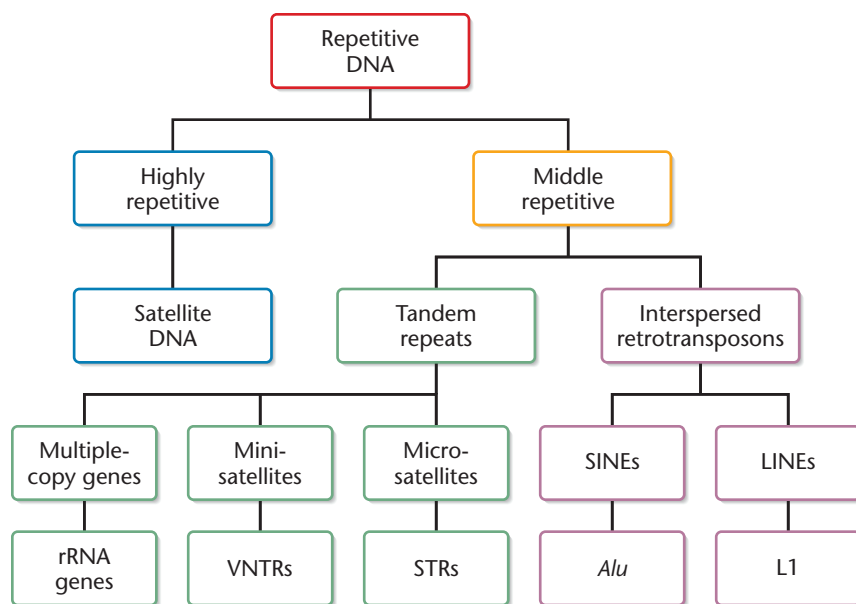 Repetitive
DNA
Highly
repetitive
Middle
repetitive
Satellite
DNA
Tandem
repeats
Interspersed
retrotransposons
Multiple-
copy genes
Mini-
satellites
Micro-
satellites
SINEs
LINEs
rRNA
genes
VNTRs
STRs
Alu
L1